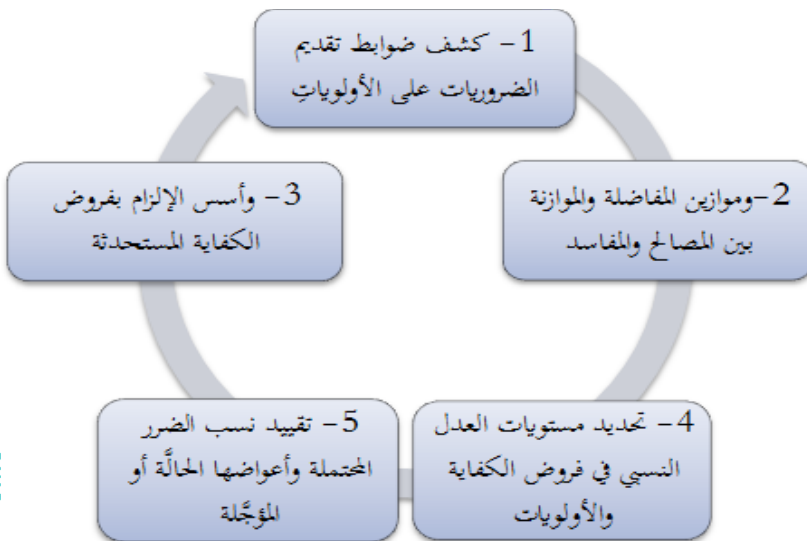 1- كشف ضوابط تقديم
الضروريات على الأولوياتِ
2-وموازين المفاضلة والموازنة
بين المصالح والمفاسد
3- وأسس الإلزام بفروض
الكفاية المستحدثة
4- تحديد مستويات العدل
النسبي في فروض الكفاية
والأولويات
5- تقييد نسب الضرر
المحتملة وأعواضها الحالَّة أو
المؤجَّلة